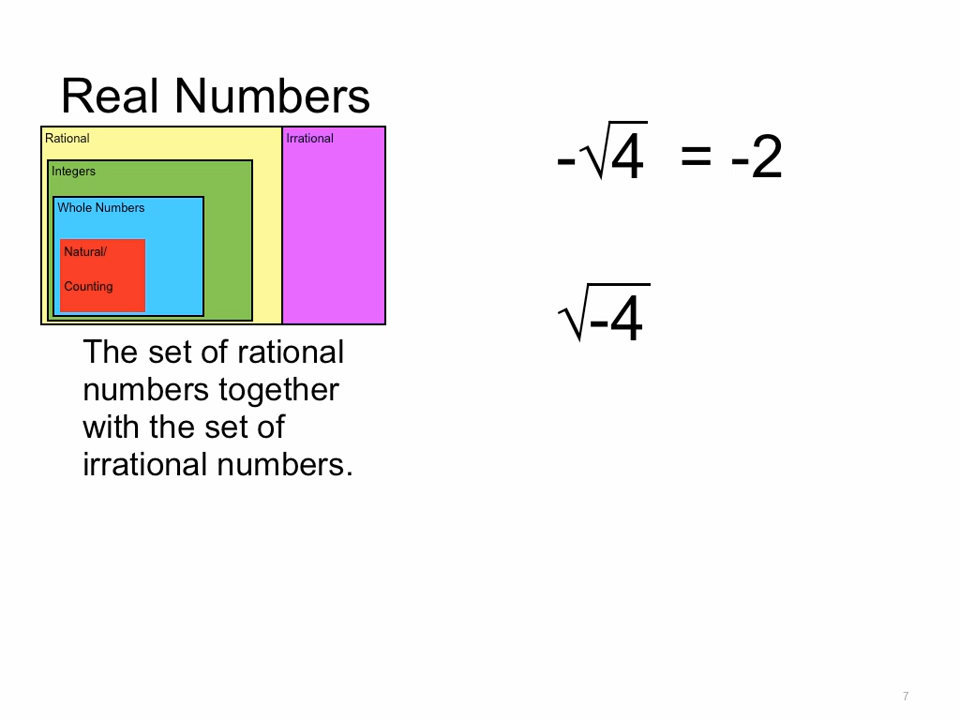 Real Numbers
Rational
Irrational
Integers
Whole Numbers
Natural/
Counting
The set of rational
numbers together
with the set of
irrational numbers.
-√4 = -2
√-4
7